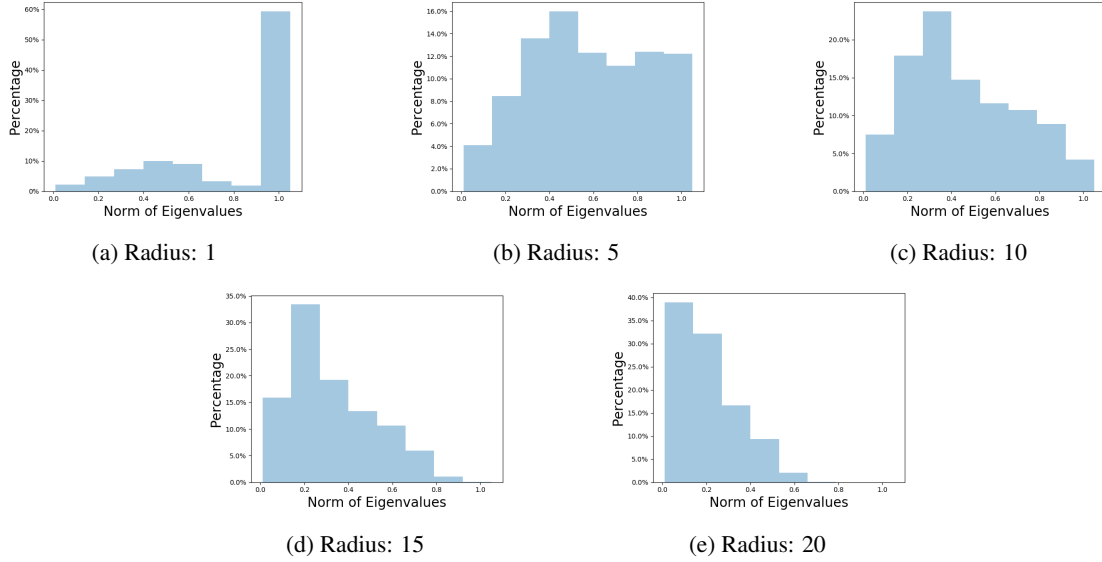 60%
50%
40%
30%
20%
10%
0%
Percentage
0.0 0.2 0.4 0.6 0.8 1.0
Norm of Eigenvalues
(a) Radius: 1
16.0%
14.0%
12.0%
10.0%
8.0%
6.0%
4.0%
2.0%
0.0%
Percentage
0.0 0.2 0.4 0.6 0.8 1.0
Norm of Eigenvalues
(b) Radius: 5
20.0%
15.0%
10.0%
5.0%
0.0%
Percentage
0.0 0.2 0.4 0.6 0.8 1.0
Norm of Eigenvalues
(c) Radius: 10
35.0%
30.0%
25.0%
20.0%
15.0%
10.0%
5.0%
0.0%
Percentage
0.0 0.2 0.4 0.6 0.8 1.0
Norm of Eigenvalues
(d) Radius: 15
40.0%
35.0%
30.0%
25.0%
20.0%
15.0%
10.0%
5.0%
0.0%
Percentage
0.0 0.2 0.4 0.6 0.8 1.0
Norm of Eigenvalues
(e) Radius: 20